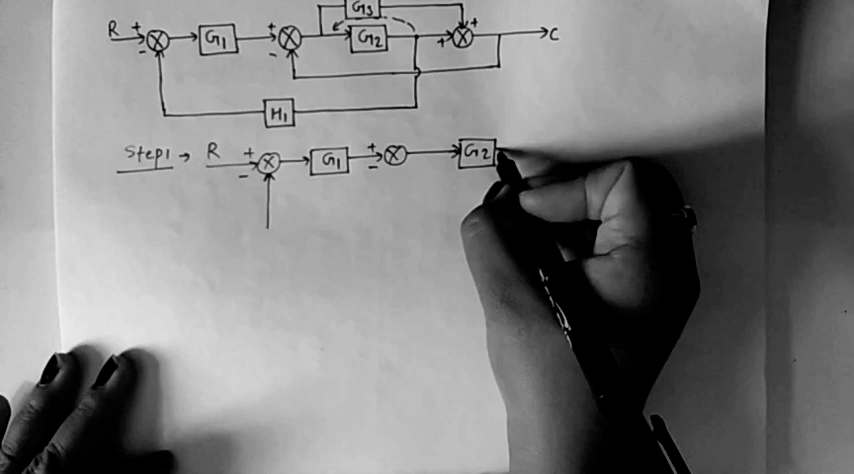 G3
R + - G1 + - G2 + + C
H1
Step1 → R + - G1 + - G2